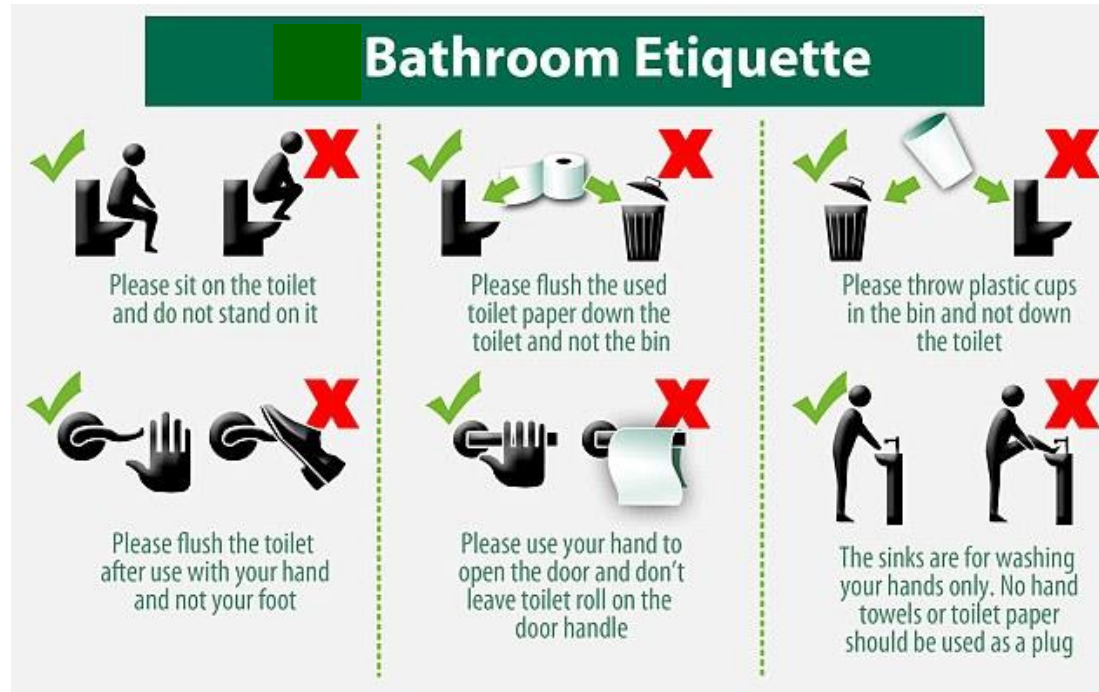 Bathroom Etiquette
Please sit on the toilet
and do not stand on it
Please flush the used
toilet paper down the
toilet and not the bin
Please throw plastic cups
in the bin and not down
the toilet
Please flush the toilet
after use with your hand
and not your foot
Please use your hand to
open the door and don't
leave toilet roll on the
door handle
The sinks are for washing
your hands only. No hand
towels or toilet paper
should be used as a plug